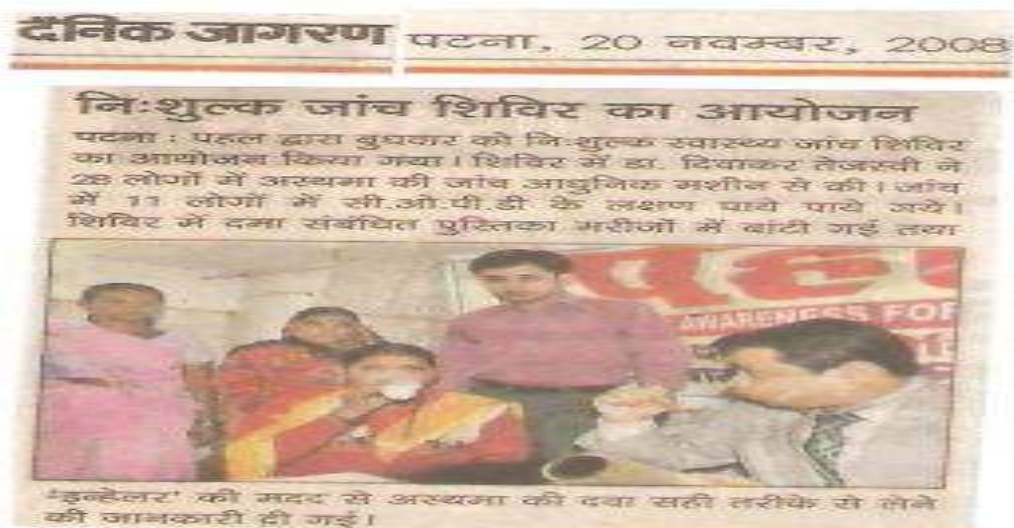 दैनिक जागरण पटना, 20 नवम्बर, 2008
निःशुल्क जांच शिविर का आयोजन
पटना : पहल द्वारा बुधवार को निःशुल्क स्वास्थ्य जांच शिविर
का आयोजन किया गया। शिविर में डा. दिवाकर तेजस्वी ने
28 लोगों में अस्थमा की जांच आधुनिक मशीन से की। जांच
में 11 लोगों में सी.ओ.पी.डी के लक्षण पाये पाये गये।
शिविर में दमा संबंधित पुस्तिका मरीजों में बांटी गई तथा
पहल
AWARENESS FOR
'इन्हेलर' की मदद से अस्थमा की दवा सही तरीके से लेने
की जानकारी दी गई।